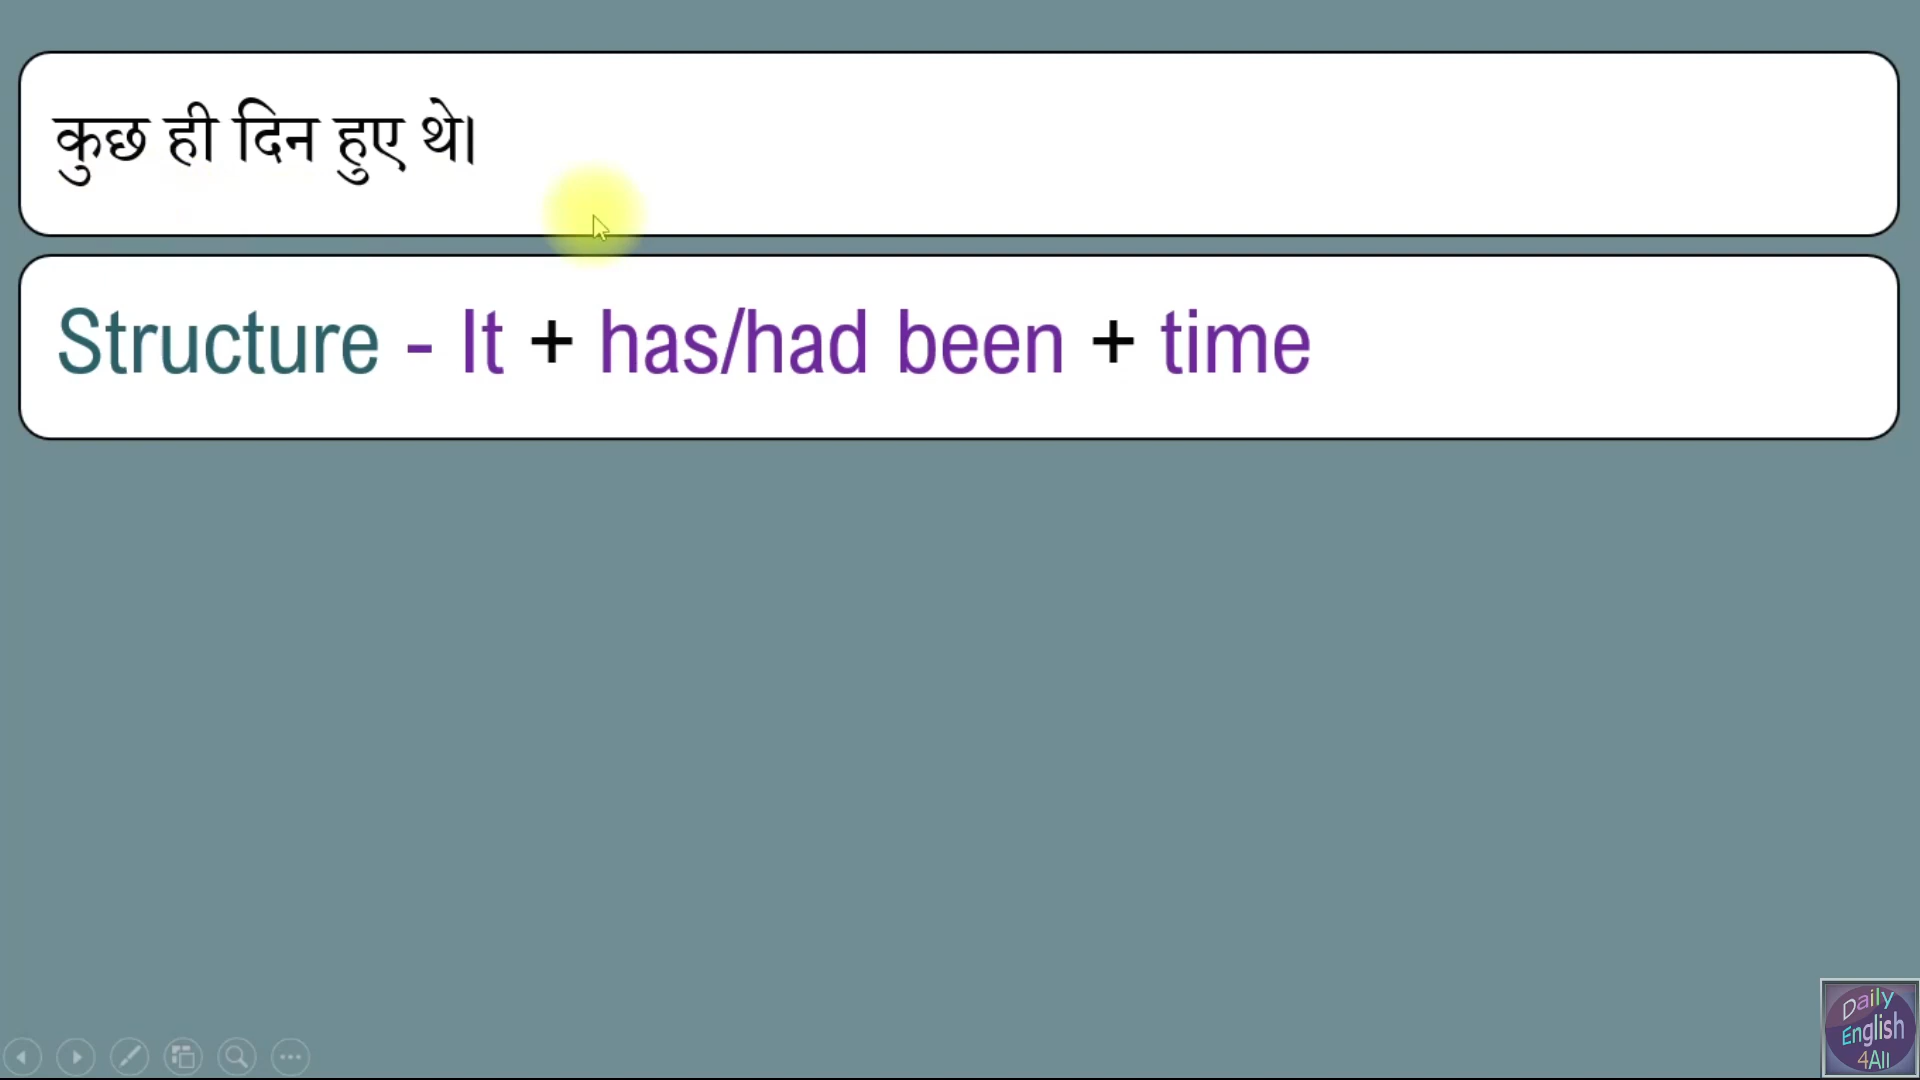 कुछ ही दिन हुए थे।
Structure - It + has/had been + time
Daily
English
4All